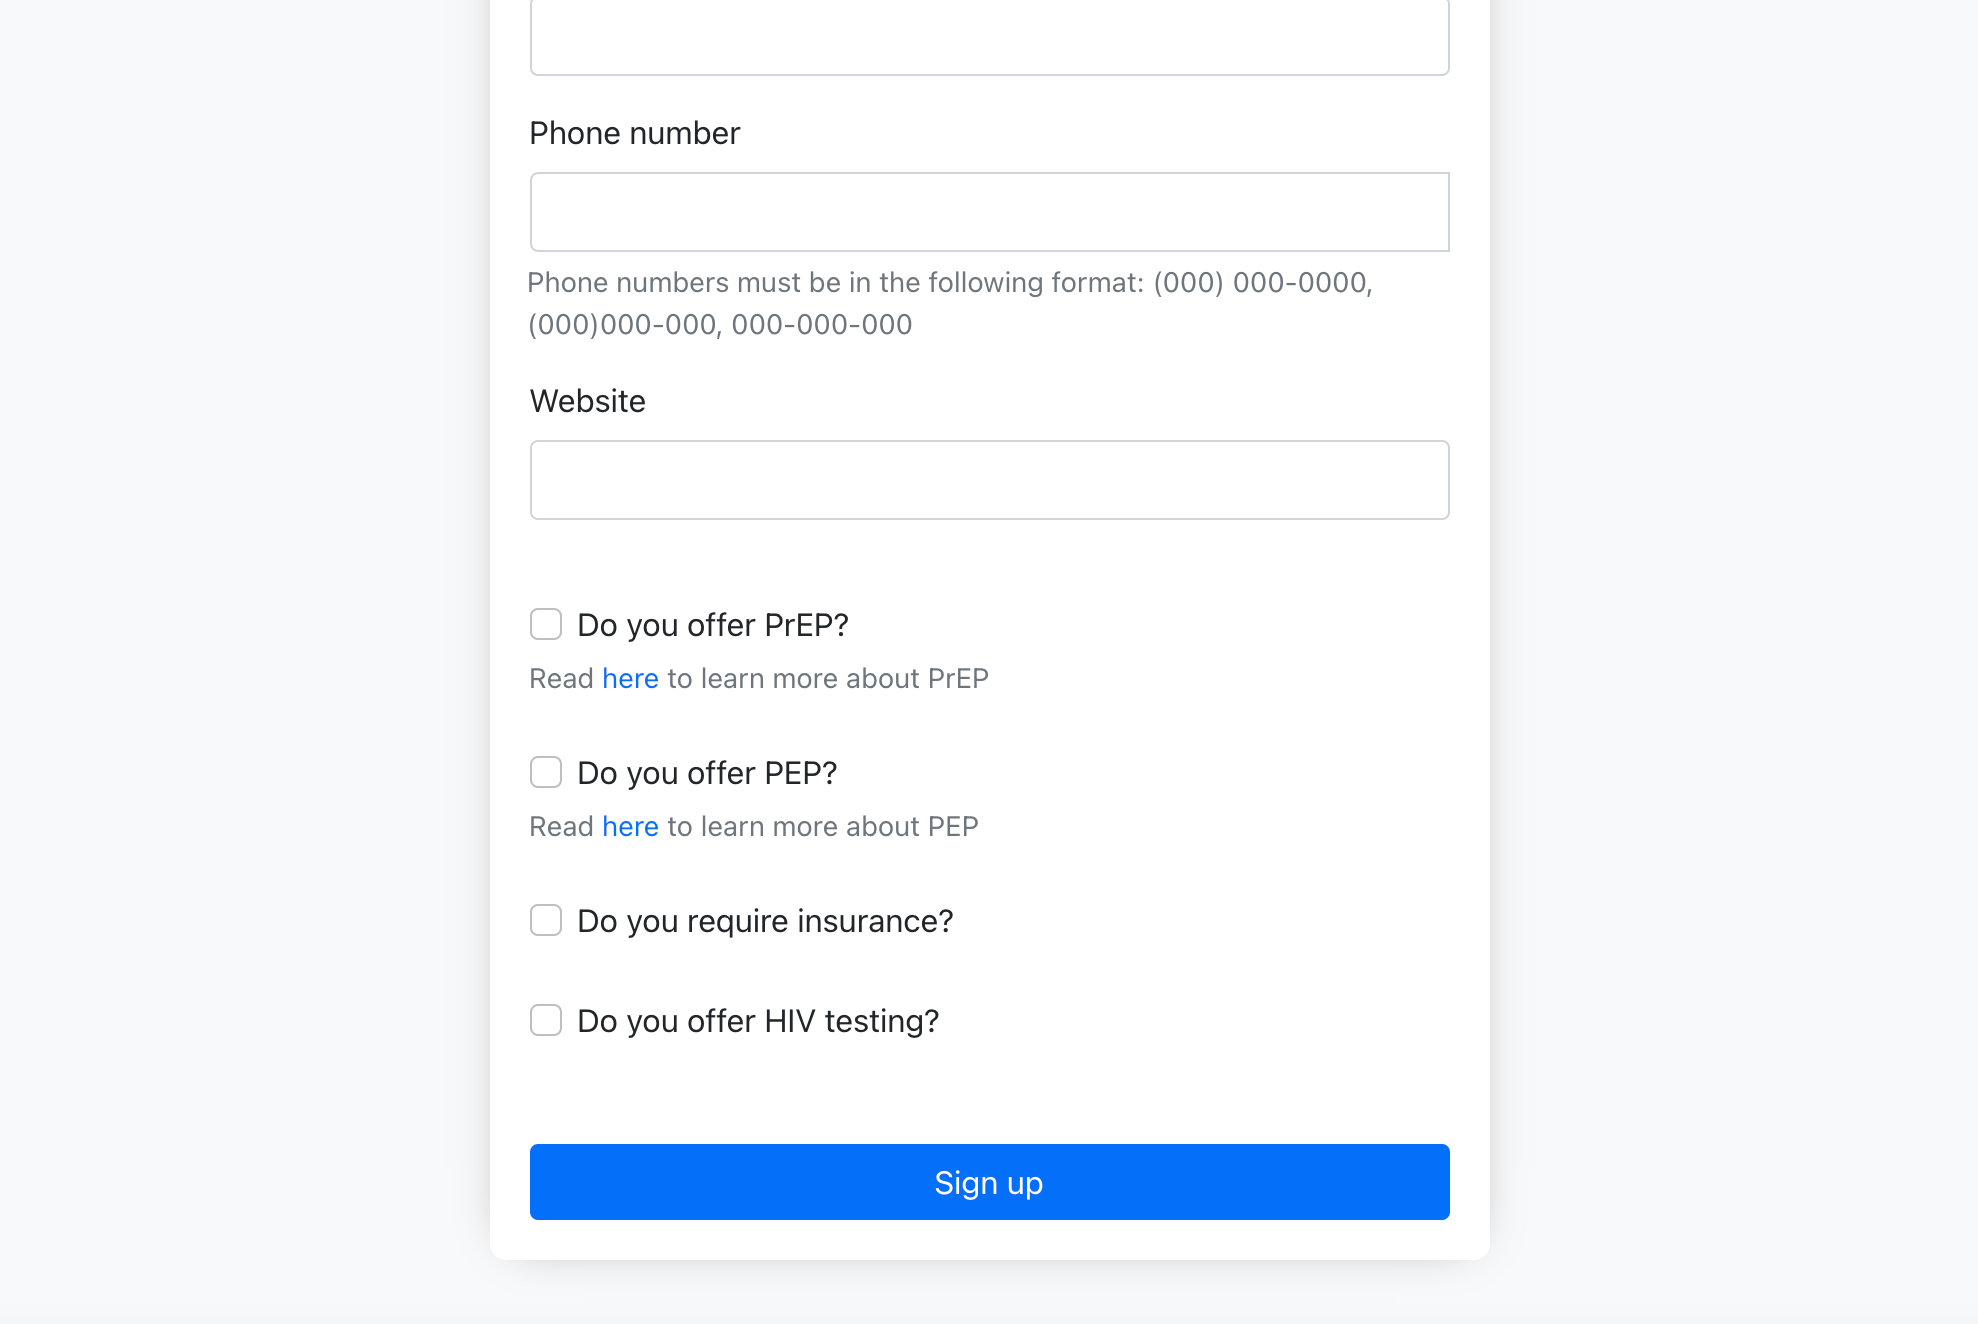 Phone number
Phone numbers must be in the following format: (000) 000-0000,
(000)000-000, 000-000-000
Website
Do you offer PrEP?
Read here to learn more about PrEP
Do you offer PEP?
Read here to learn more about PEP
Do you require insurance?
Do you offer HIV testing?
Sign up